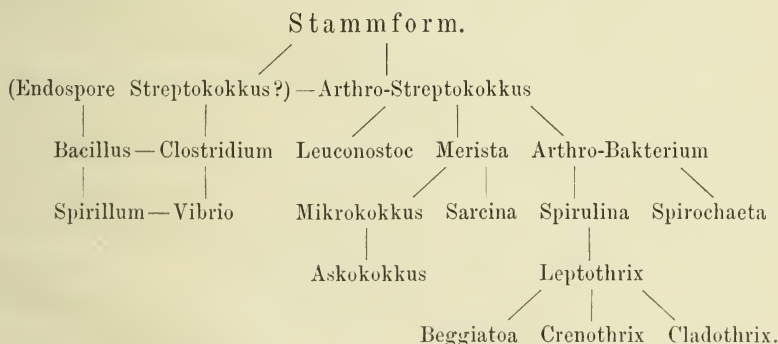 Stammform.
(Endospore Streptokokkus?) — Arthro-Streptokokkus
Bacillus — Clostridium Leuconostoc Merista Arthro-Bakterium
Spirillum — Vibrio Mikrokokkus Sarcina Spirulina Spirochaeta
Askokokkus Leptothrix
Beggiatoa Crenothrix Cladothrix.